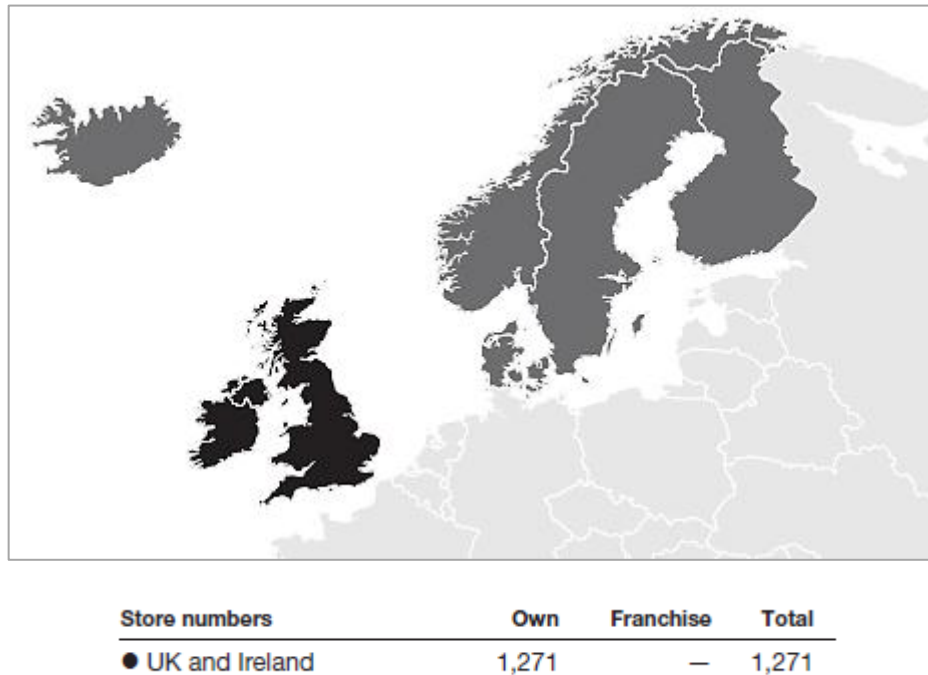 Store numbers Own Franchise Total
● UK and Ireland 1,271 — 1,271